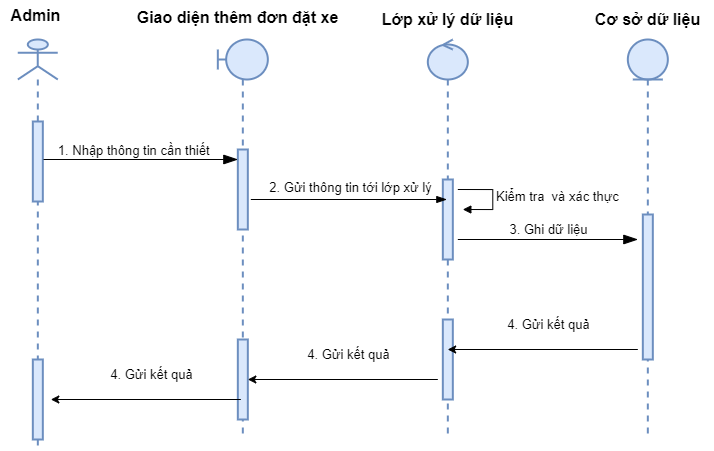 Admin
Giao diện thêm đơn đặt xe
Lớp xử lý dữ liệu
Cơ sở dữ liệu
1. Nhập thông tin cần thiết
2. Gửi thông tin tới lớp xử lý
Kiểm tra và xác thực
3. Ghi dữ liệu
4. Gửi kết quả
4. Gửi kết quả
4. Gửi kết quả